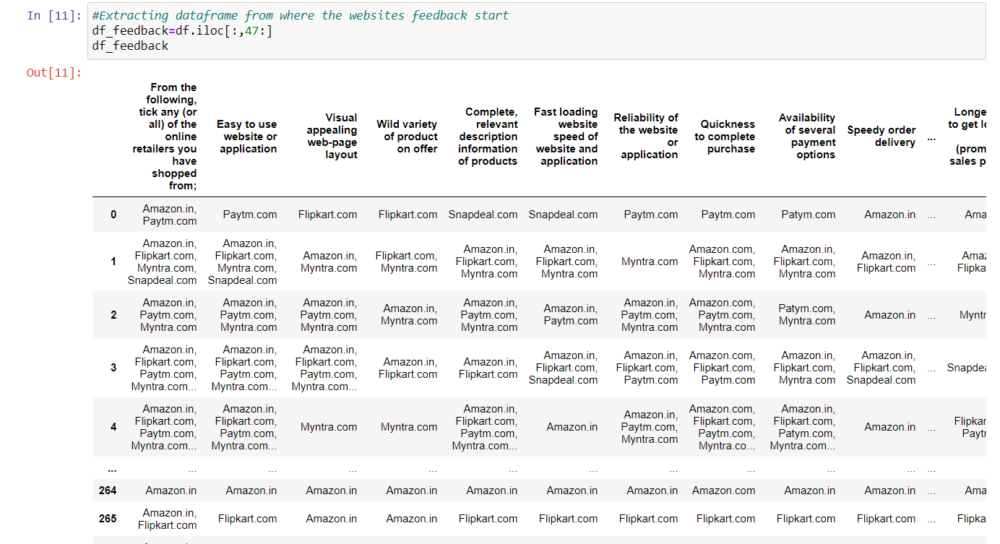 In [11]: #Extracting dataframe from where the websites feedback start
df_feedback=df.iloc[:,47:]
df_feedback
Out[11]:
From the
following,
tick any (or
all) of the
online
retailers you
have
shopped
from;
Easy to use
website or
application
Visual
appealing
web-page
layout
Wild variety
of product
on offer
Complete,
relevant
description
information
of products
Fast loading
website
speed of
website and
application
Reliability of
the website
or
application
Quickness
to complete
purchase
Availability
of several
payment
options
Speedy order
delivery
...
Longe
to get lo
(prom
sales p
0
Amazon.in,
Paytm.com
Paytm.com
Flipkart.com
Flipkart.com
Snapdeal.com
Snapdeal.com
Paytm.com
Paytm.com
Patym.com
Amazon.in
...
Ama
1
Amazon.in,
Flipkart.com,
Myntra.com,
Snapdeal.com
Amazon.in,
Flipkart.com,
Myntra.com,
Snapdeal.com
Amazon.in,
Myntra.com
Flipkart.com,
Myntra.com
Amazon.in,
Flipkart.com,
Myntra.com
Amazon.in,
Flipkart.com,
Myntra.com
Myntra.com
Amazon.com,
Flipkart.com,
Myntra.com
Amazon.in,
Flipkart.com,
Myntra.com
Amazon.in,
Flipkart.com
...
Amaz
Flipka
2
Amazon.in,
Paytm.com,
Myntra.com
Amazon.in,
Paytm.com,
Myntra.com
Amazon.in,
Paytm.com,
Myntra.com
Amazon.in,
Myntra.com
Amazon.in,
Paytm.com,
Myntra.com
Amazon.in,
Paytm.com
Amazon.in,
Paytm.com,
Myntra.com
Amazon.com,
Paytm.com,
Myntra.com
Patym.com,
Myntra.com
Amazon.in
...
Myntr
3
Amazon.in,
Flipkart.com,
Paytm.com,
Myntra.com...
Amazon.in,
Flipkart.com,
Paytm.com,
Myntra.com...
Amazon.in,
Flipkart.com,
Paytm.com,
Myntra.com...
Amazon.in,
Flipkart.com
Amazon.in,
Flipkart.com
Amazon.in,
Flipkart.com,
Snapdeal.com
Amazon.in,
Flipkart.com,
Paytm.com
Amazon.com,
Flipkart.com,
Paytm.com
Amazon.in,
Flipkart.com,
Myntra.com
Amazon.in,
Flipkart.com,
Snapdeal.com
...
Snapdea
4
Amazon.in,
Flipkart.com,
Paytm.com,
Myntra.com...
Amazon.in,
Flipkart.com,
Paytm.com,
Myntra.com...
Myntra.com
Myntra.com
Amazon.in,
Flipkart.com,
Paytm.com,
Myntra.com...
Amazon.in
Amazon.in,
Paytm.com,
Myntra.com
Amazon.com,
Flipkart.com,
Paytm.com,
Myntra.co...
Amazon.in,
Flipkart.com,
Patym.com,
Myntra.com...
Amazon.in
...
Flipkar
Paytr
... ... ... ... ... ... ... ... ... ... ... ...
264 Amazon.in Amazon.in Amazon.in Amazon.in Amazon.in Amazon.in Amazon.in Amazon.com Amazon.in Amazon.in ... Ama
265
Amazon.in,
Flipkart.com
Flipkart.com
Amazon.in
Amazon.in
Flipkart.com
Flipkart.com
Flipkart.com
Flipkart.com
Flipkart.com
Flipkart.com
...
Flipka